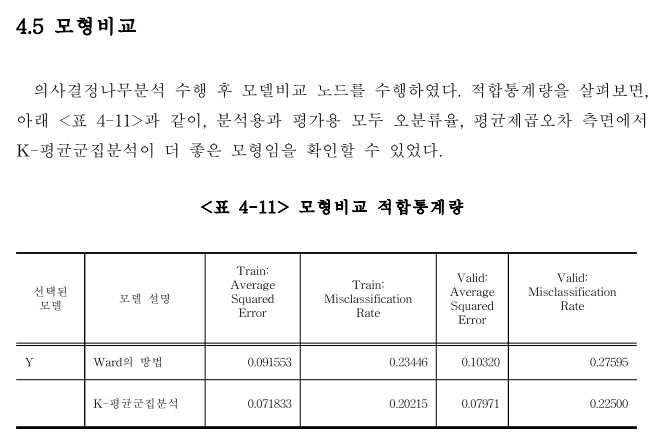 4.5 모형비교
의사결정나무분석 수행 후 모델비교 노드를 수행하였다. 적합통계량을 살펴보면,
아래 <표 4-11>과 같이, 분석용과 평가용 모두 오분류율, 평균제곱오차 측면에서
K-평균군집분석이 더 좋은 모형임을 확인할 수 있었다.
<표 4-11> 모형비교 적합통계량
선택된
모델
모델 설명
Train:
Average
Squared
Error
Train:
Misclassification
Rate
Valid:
Average
Squared
Error
Valid:
Misclassification
Rate
Y Ward의 방법 0.091553 0.23446 0.10320 0.27595
K-평균군집분석 0.071833 0.20215 0.07971 0.22500